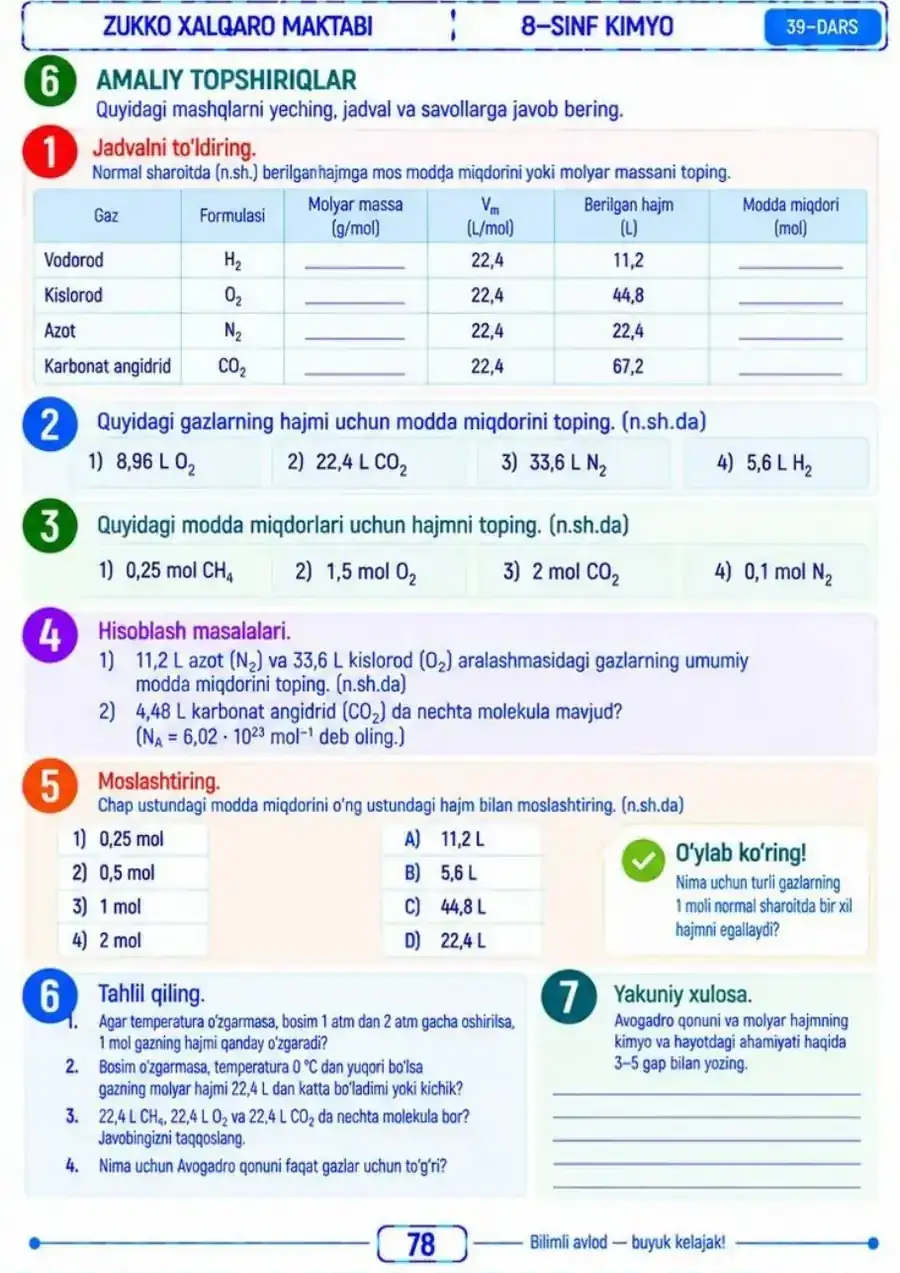 ZUKKO XALQARO MAKTABI
8–SINF KIMYO
39–DARS
6 AMALIY TOPSHIRIQLAR
Quyidagi mashqlarni yeching, jadval va savollarga javob bering.
1 Jadvalni to'ldiring.
Normal sharoitda (n.sh.) berilgan hajmga mos modda miqdorini yoki molyar massani toping.
Gaz | Formulasi | Molyar massa (g/mol) | Vₘ (L/mol) | Berilgan hajm (L) | Modda miqdori (mol)
Vodorod | H₂ | ______ | 22,4 | 11,2 | ______
Kislorod | O₂ | ______ | 22,4 | 44,8 | ______
Azot | N₂ | ______ | 22,4 | 22,4 | ______
Karbonat angidrid | CO₂ | ______ | 22,4 | 67,2 | ______
2 Quyidagi gazlarning hajmi uchun modda miqdorini toping. (n.sh.da)
1) 8,96 L O₂ 2) 22,4 L CO₂ 3) 33,6 L N₂ 4) 5,6 L H₂
3 Quyidagi modda miqdorlari uchun hajmni toping. (n.sh.da)
1) 0,25 mol CH₄ 2) 1,5 mol O₂ 3) 2 mol CO₂ 4) 0,1 mol N₂
4 Hisoblash masalalari.
1) 11,2 L azot (N₂) va 33,6 L kislorod (O₂) aralashmasidagi gazlarning umumiy
modda miqdorini toping. (n.sh.da)
2) 4,48 L karbonat angidrid (CO₂) da nechta molekula mavjud?
(N_A = 6,02 · 10²³ mol⁻¹ deb oling.)
5 Moslashtiring.
Chap ustundagi modda miqdorini o'ng ustundagi hajm bilan moslashtiring. (n.sh.da)
1) 0,25 mol A) 11,2 L
2) 0,5 mol B) 5,6 L
3) 1 mol C) 44,8 L
4) 2 mol D) 22,4 L
O'ylab ko'ring!
Nima uchun turli gazlarning
1 moli normal sharoitda bir xil
hajmni egallaydi?
6 Tahlil qiling.
1. Agar temperatura o'zgarmasa, bosim 1 atm dan 2 atm gacha oshirilsa,
1 mol gazning hajmi qanday o'zgaradi?
2. Bosim o'zgarmasa, temperatura 0 °C dan yuqori bo'lsa
gazning molyar hajmi 22,4 L dan katta bo'ladimi yoki kichik?
3. 22,4 L CH₄, 22,4 L O₂ va 22,4 L CO₂ da nechta molekula bor?
Javobingizni taqqoslang.
4. Nima uchun Avogadro qonuni faqat gazlar uchun to'g'ri?
7 Yakuniy xulosa.
Avogadro qonuni va molyar hajmning
kimyo va hayotdagi ahamiyati haqida
3–5 gap bilan yozing.
78
Bilimli avlod — buyuk kelajak!